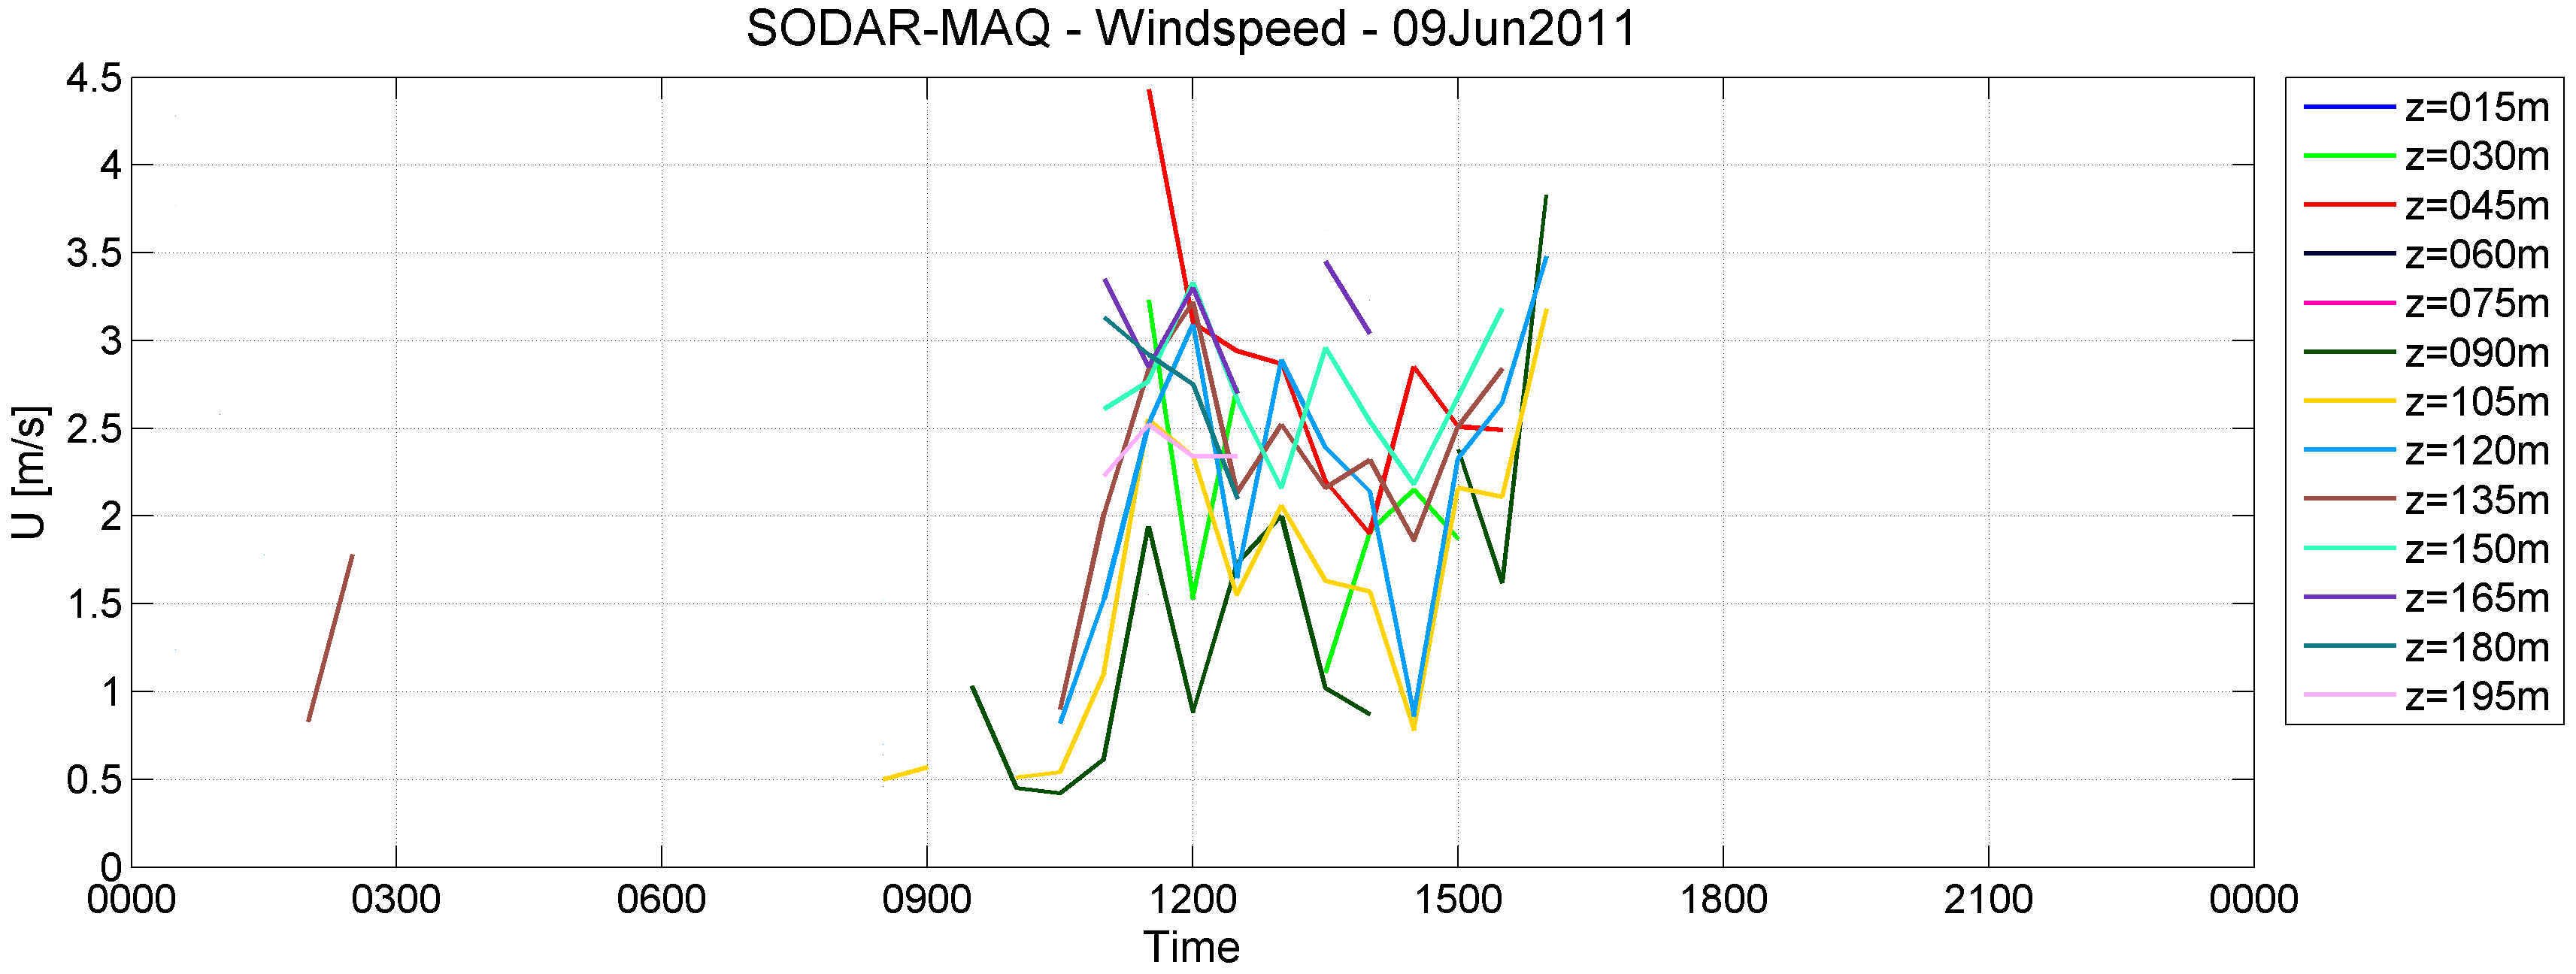 SODAR-MAQ - Windspeed - 09Jun2011
4.5
4
3.5
3
2.5
2
1.5
1
0.5
0
U [m/s]
0000 0300 0600 0900 1200 1500 1800 2100 0000
Time
z=015m
z=030m
z=045m
z=060m
z=075m
z=090m
z=105m
z=120m
z=135m
z=150m
z=165m
z=180m
z=195m